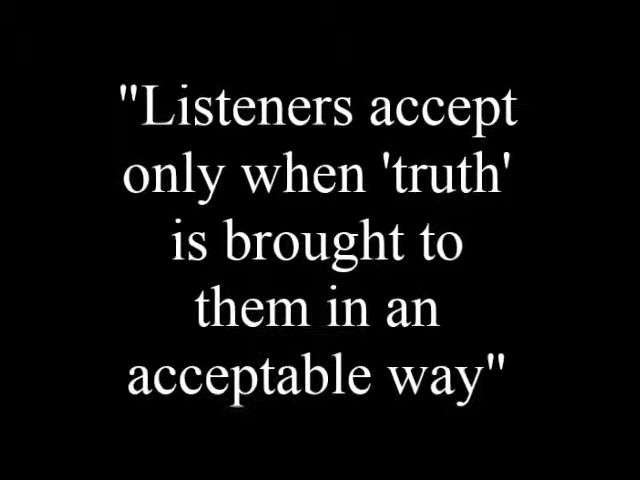 "Listeners accept
only when 'truth'
is brought to
them in an
acceptable way"